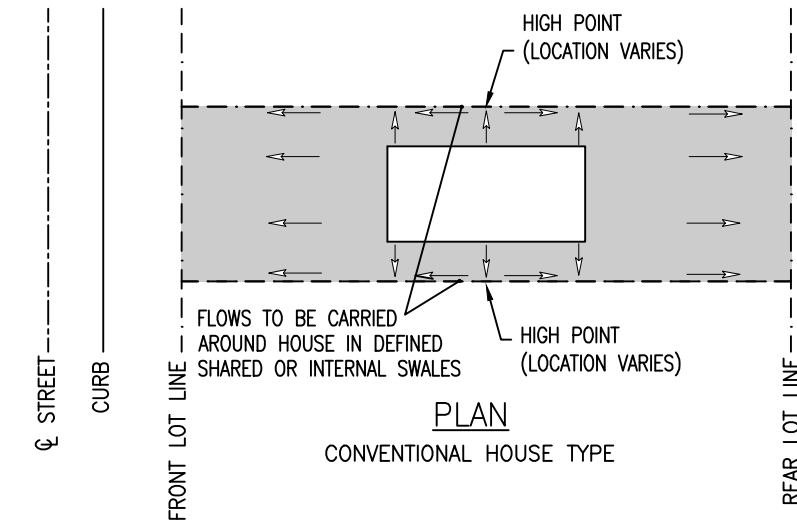 HIGH POINT
(LOCATION VARIES)
FLOWS TO BE CARRIED
AROUND HOUSE IN DEFINED
SHARED OR INTERNAL SWALES
HIGH POINT
(LOCATION VARIES)
℄ STREET
CURB
FRONT LOT LINE
REAR LOT LINE
PLAN
CONVENTIONAL HOUSE TYPE